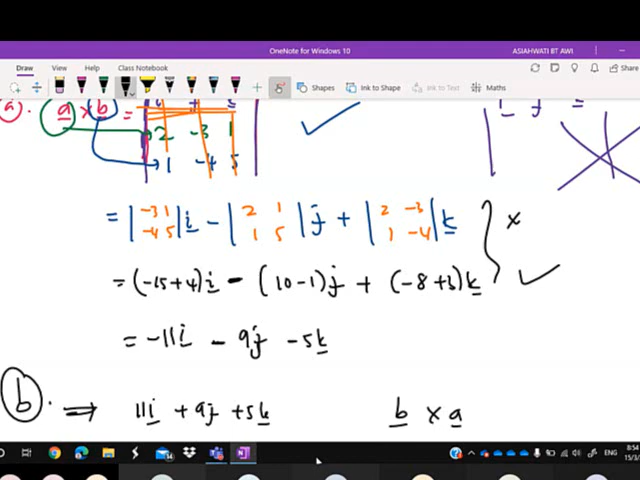 OneNote for Windows 10 ASIAHWATI BT AWI
Draw View Help Class Notebook Share
Shapes Ink to Shape Ink to Text Maths
a. a × b =
2 -3 1
1 -4 5
= |-3 1| i - |2 1| j + |2 -3| k
|-4 5| |1 5| |1 -4| ×
= (-15+4)i - (10-1)j + (-8+3)k ✓
= -11i - 9j - 5k
b. ⇒ 11i + 9j + 5k b × a
ENG 8:54